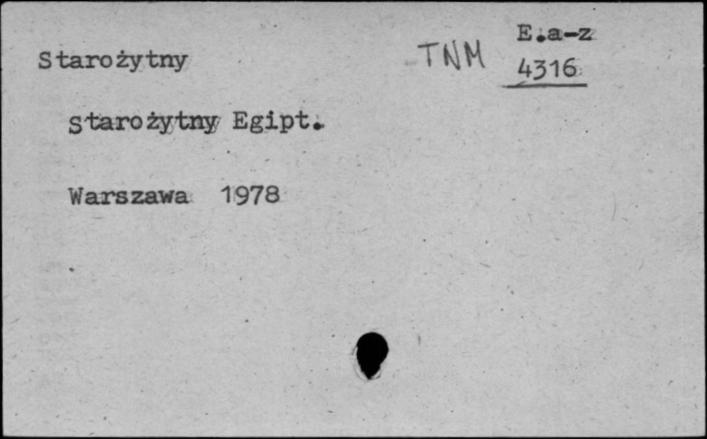 E.a-z
Starożytny TNM 4316
starożytny Egipt.
Warszawa 1978